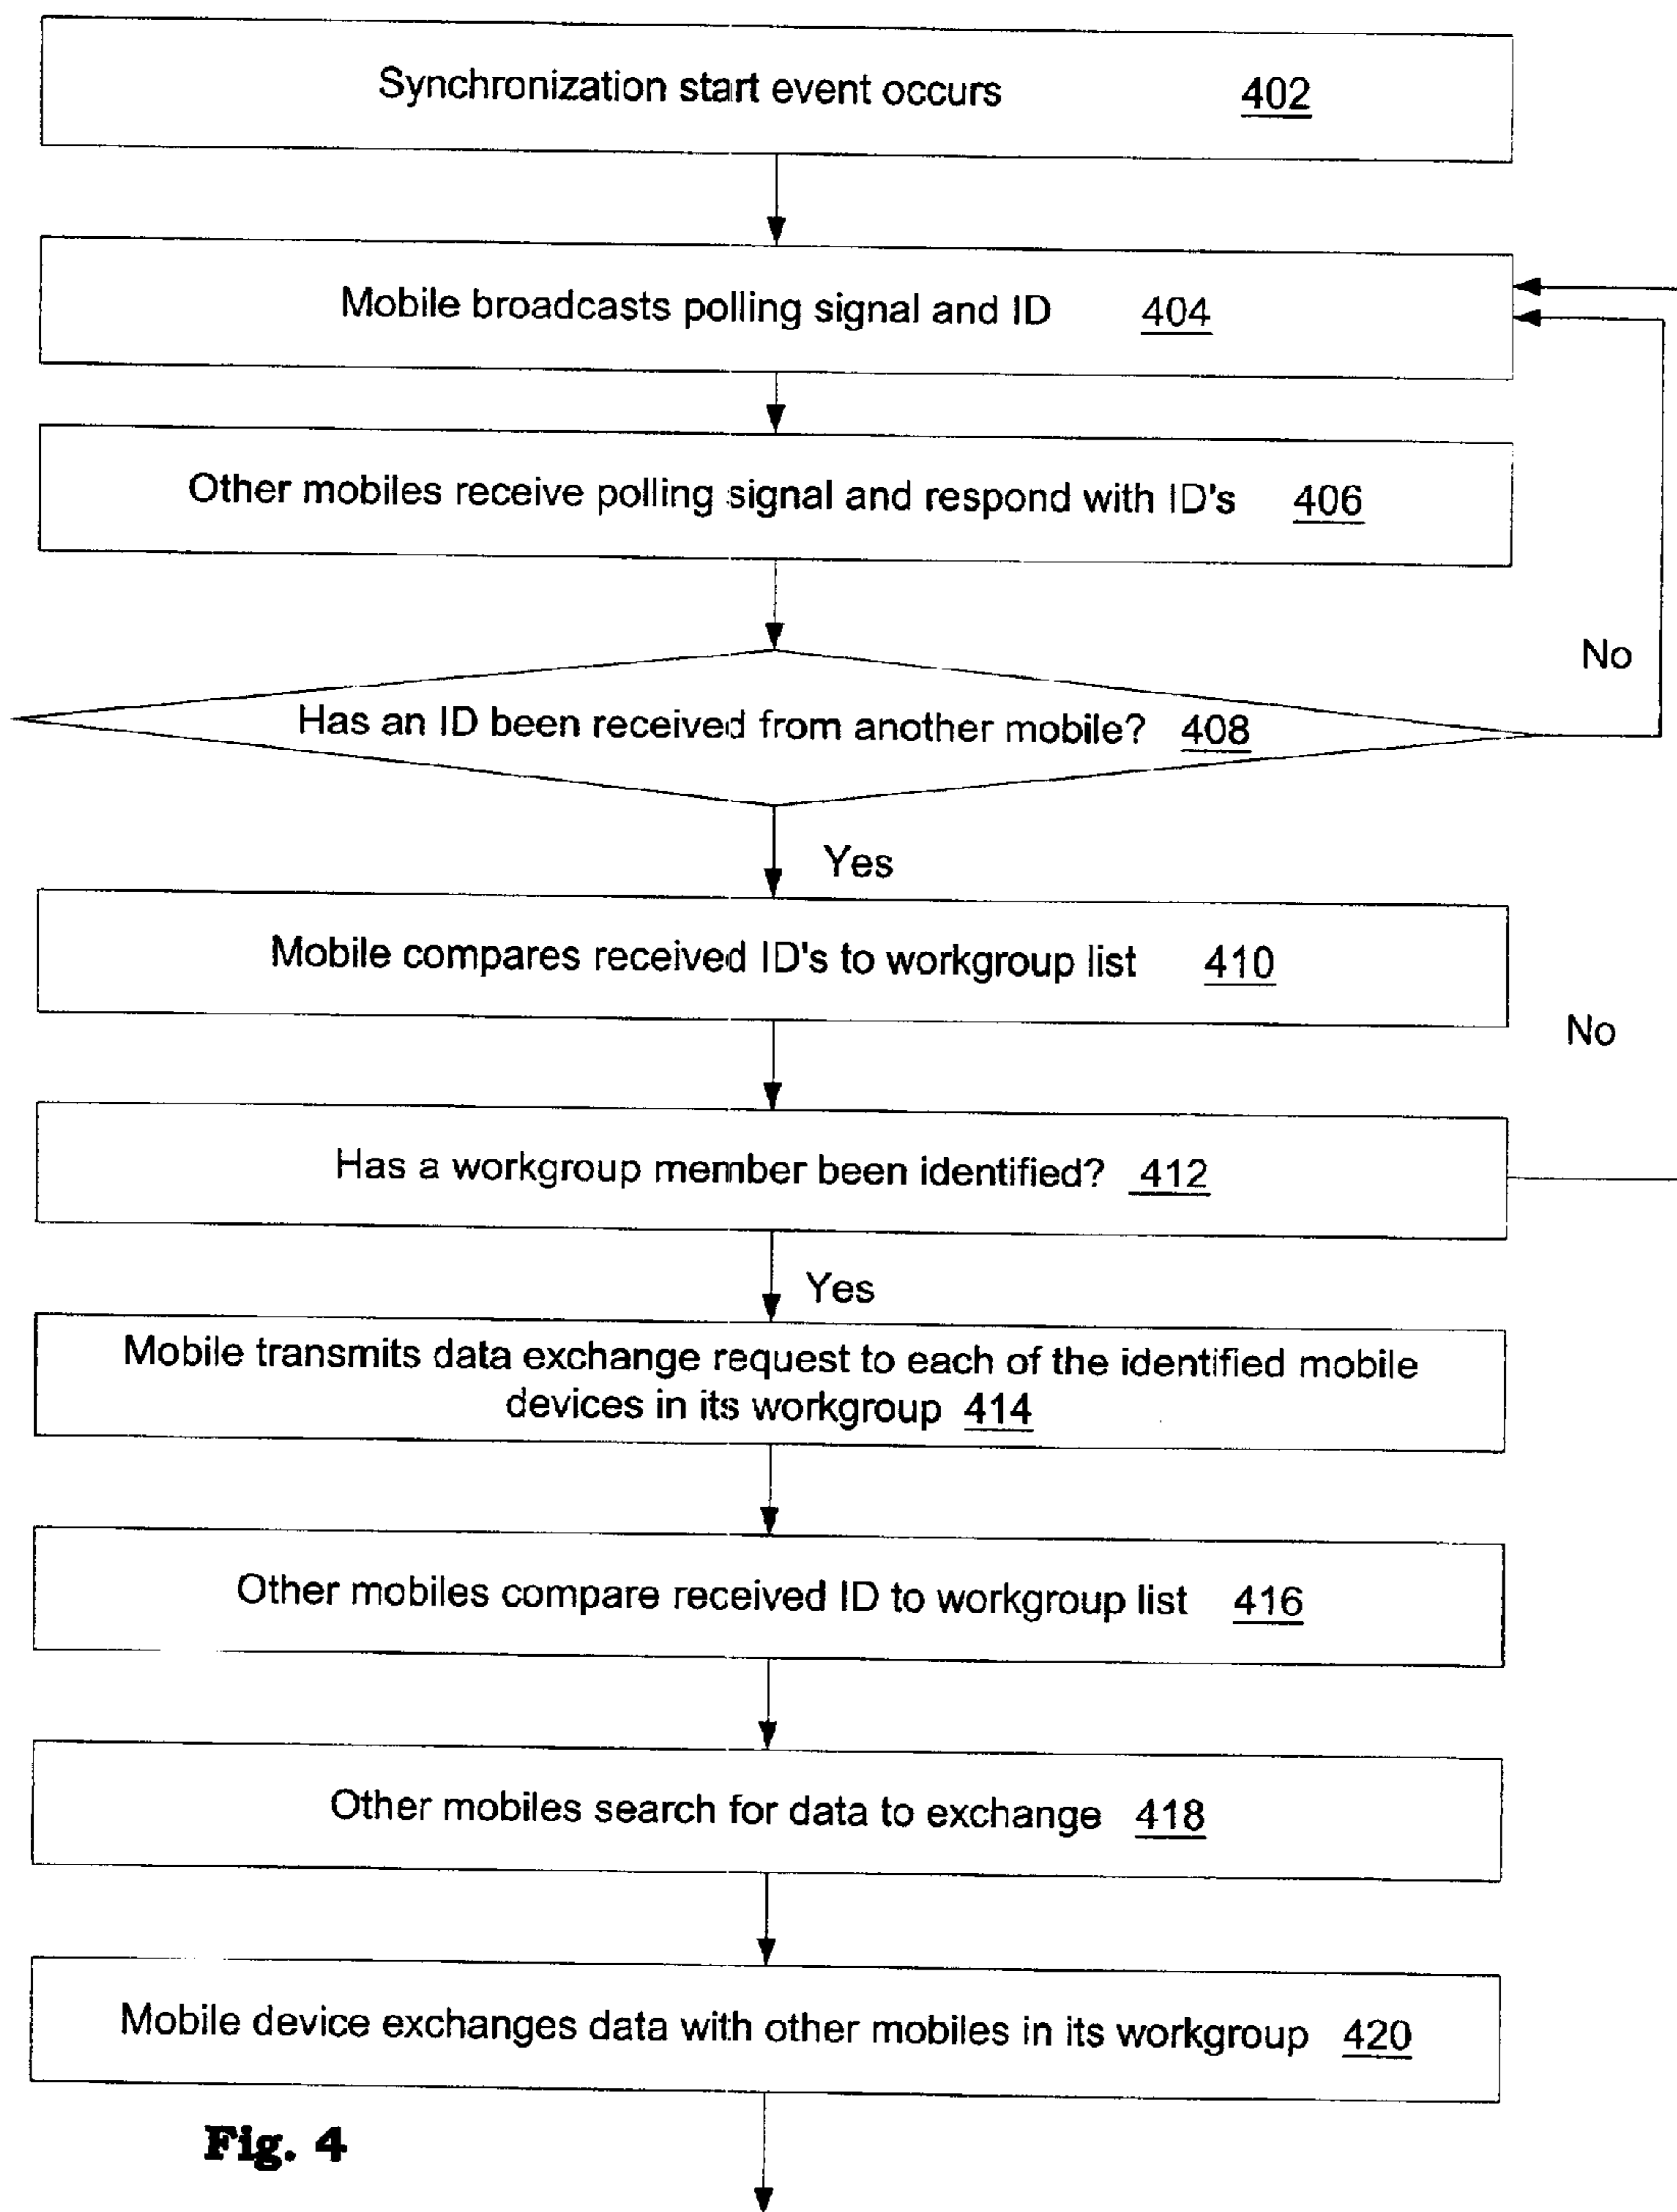 Synchronization start event occurs 402
Mobile broadcasts polling signal and ID 404
Other mobiles receive polling signal and respond with ID's 406
No
Has an ID been received from another mobile? 408
Yes
Mobile compares received ID's to workgroup list 410
No
Has a workgroup member been identified? 412
Yes
Mobile transmits data exchange request to each of the identified mobile
devices in its workgroup 414
Other mobiles compare received ID to workgroup list 416
Other mobiles search for data to exchange 418
Mobile device exchanges data with other mobiles in its workgroup 420
Fig. 4